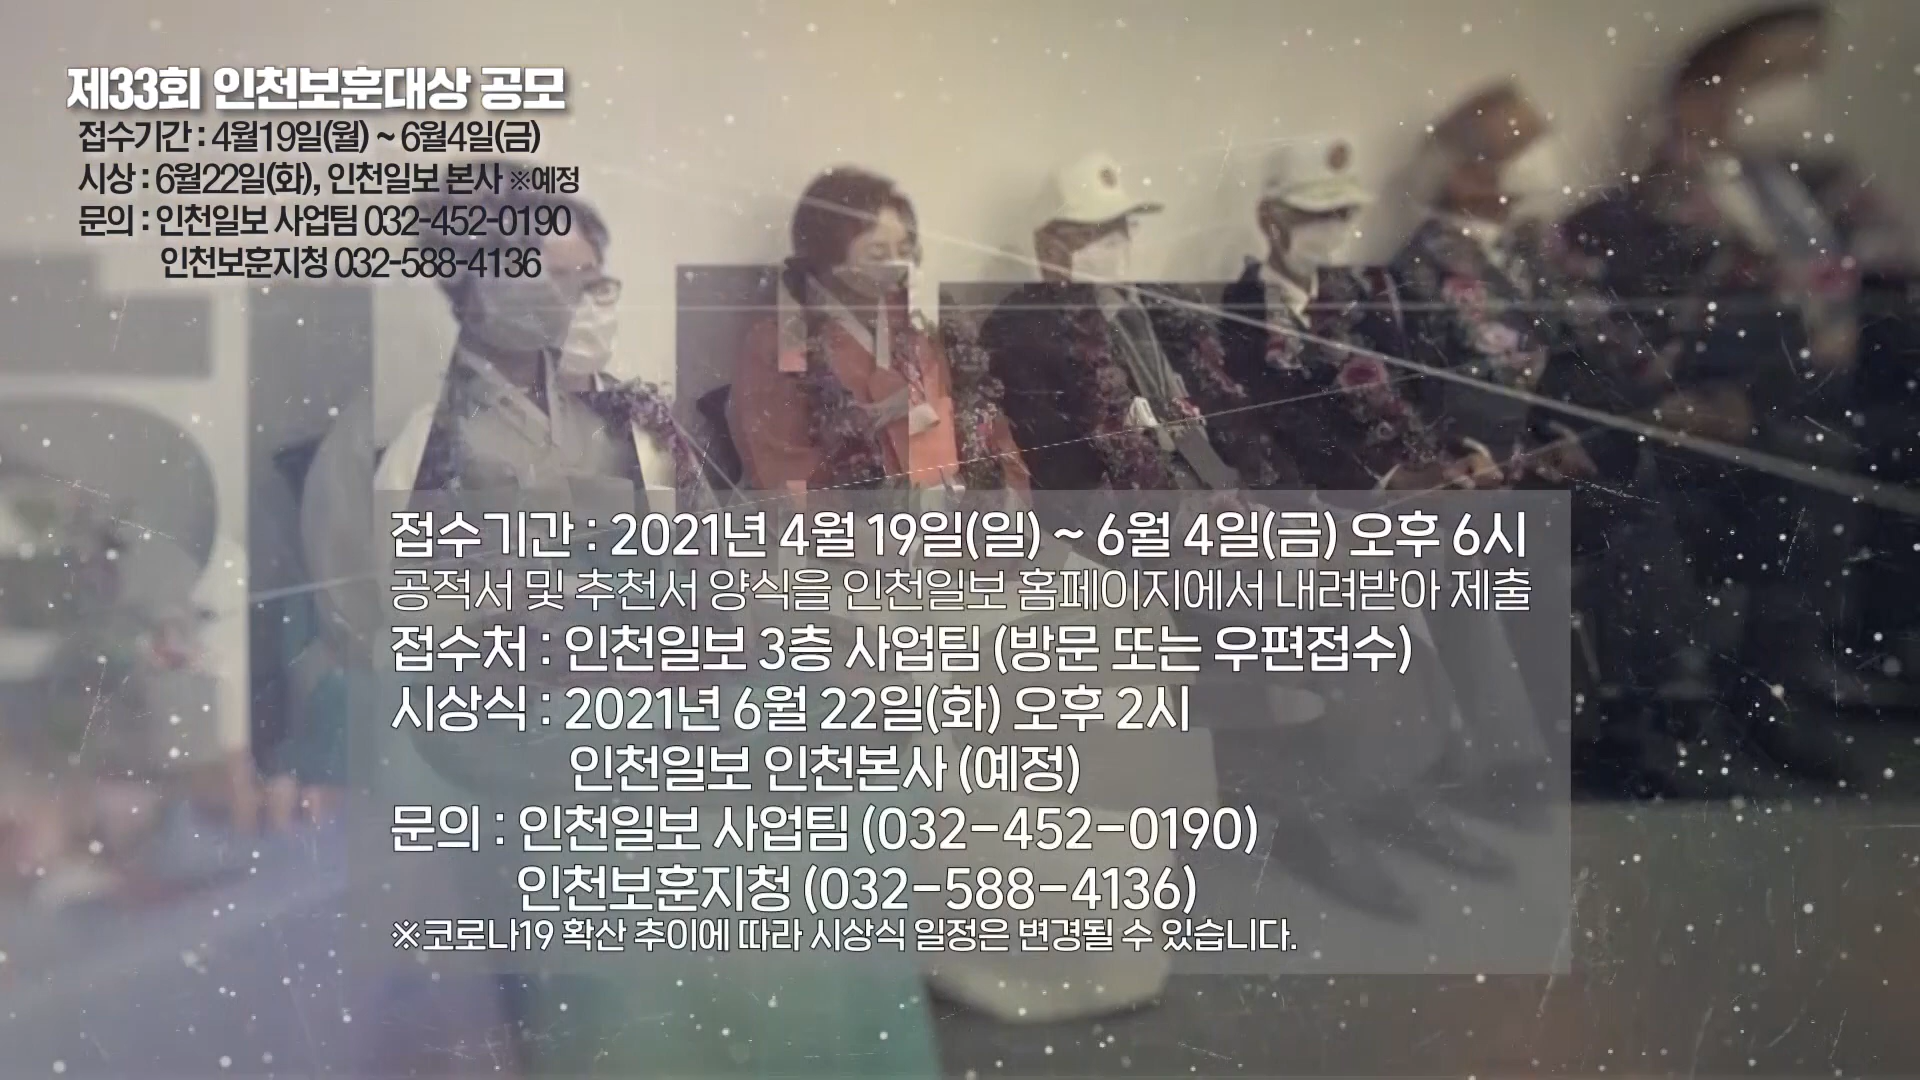 제33회 인천보훈대상 공모
접수기간 : 4월19일(월) ~ 6월4일(금)
시상 : 6월22일(화), 인천일보 본사 ※예정
문의 : 인천일보 사업팀 032-452-0190
인천보훈지청 032-588-4136
접수기간 : 2021년 4월 19일(일) ~ 6월 4일(금) 오후 6시
공적서 및 추천서 양식을 인천일보 홈페이지에서 내려받아 제출
접수처 : 인천일보 3층 사업팀 (방문 또는 우편접수)
시상식 : 2021년 6월 22일(화) 오후 2시
인천일보 인천본사 (예정)
문의 : 인천일보 사업팀 (032-452-0190)
인천보훈지청 (032-588-4136)
※코로나19 확산 추이에 따라 시상식 일정은 변경될 수 있습니다.